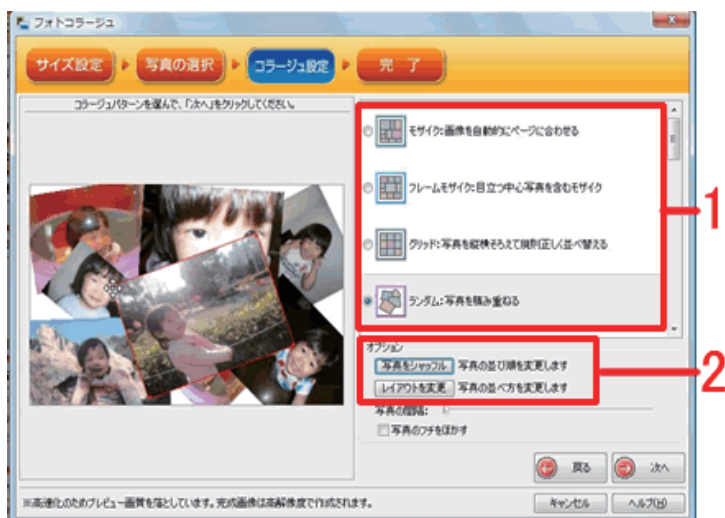 フォトコラージュ
サイズ設定
写真の選択
コラージュ設定
完 了
コラージュパターンを選んで、「次へ」をクリックしてください。
モザイク:画像を自動的にページに合わせる
フレームモザイク:目立つ中心写真を含むモザイク
グリッド:写真を縦横そろえて規則正しく並べ替える
ランダム:写真を積み重ねる
1
オプション
写真をシャッフル 写真の並び順を変更します
レイアウトを変更 写真の並べ方を変更します
2
写真の間隔:
写真のフチをぼかす
戻る
次へ
※高速化のためプレビュー画質を落としています。完成画像は高解像度で作成されます。
キャンセル
ヘルプ(H)